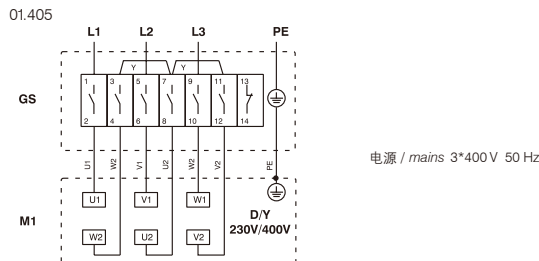 01.405
L1 L2 L3 PE
Y Y
1 3 5 7 9 11 13
GS
2 4 6 8 10 12 14
U1 W2 V1 U2 W1 V2 PE
电源 / mains 3*400 V 50 Hz
U1 V1 W1
M1
D/Y
230V/400V
W2 U2 V2